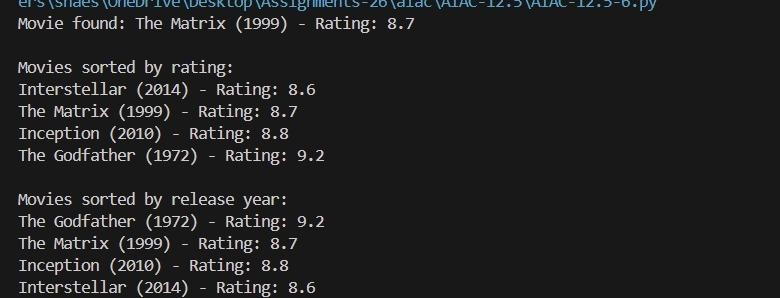 ers\shaes\OneDrive\Desktop\Assignments-26\aiac\AIAC-12.5\AIAC-12.5-6.py
Movie found: The Matrix (1999) - Rating: 8.7

Movies sorted by rating:
Interstellar (2014) - Rating: 8.6
The Matrix (1999) - Rating: 8.7
Inception (2010) - Rating: 8.8
The Godfather (1972) - Rating: 9.2

Movies sorted by release year:
The Godfather (1972) - Rating: 9.2
The Matrix (1999) - Rating: 8.7
Inception (2010) - Rating: 8.8
Interstellar (2014) - Rating: 8.6